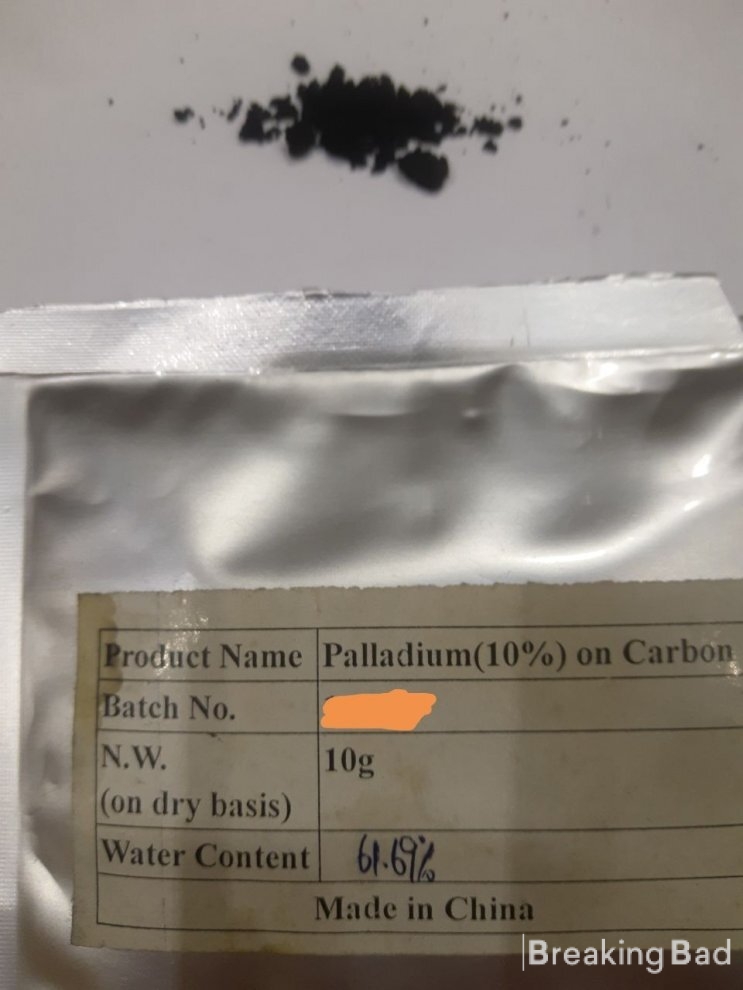 Product Name Palladium(10%) on Carbon
Batch No.
N.W. 10g
(on dry basis)
Water Content 61.69%
Made in China
Breaking Bad